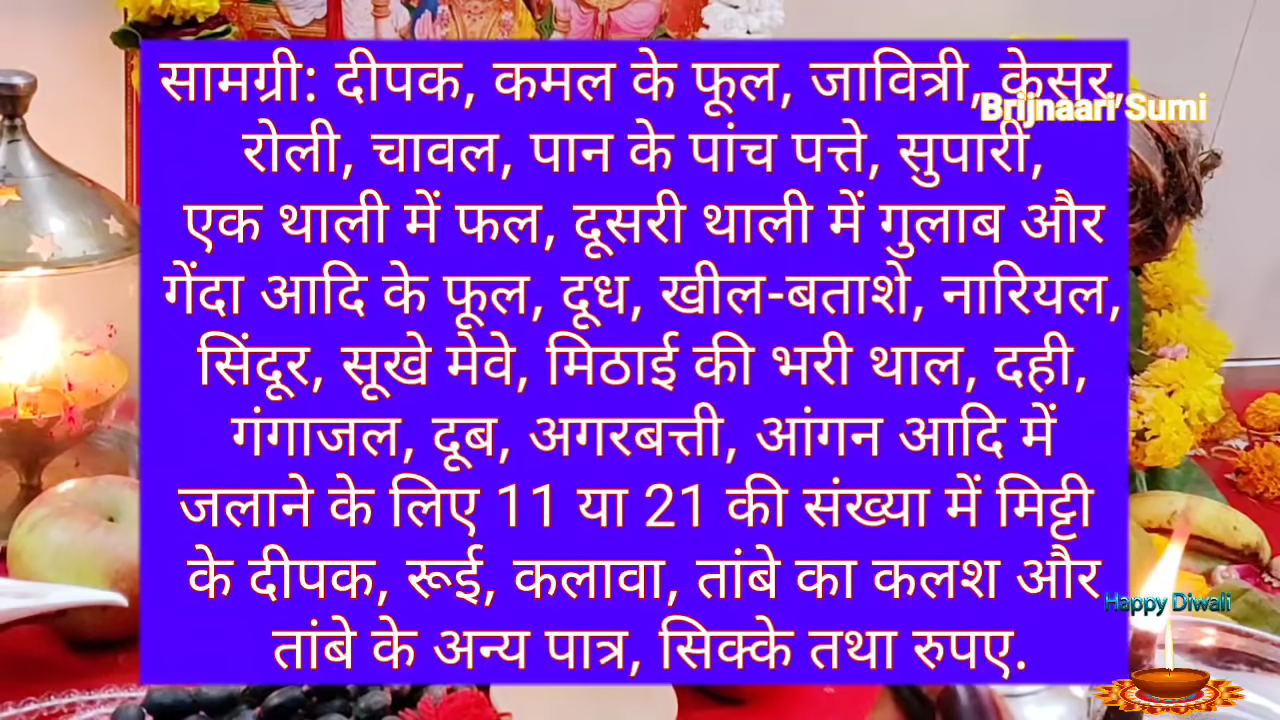 सामग्री: दीपक, कमल के फूल, जावित्री, केसर,
Brijnaari Sumi
रोली, चावल, पान के पांच पत्ते, सुपारी,
एक थाली में फल, दूसरी थाली में गुलाब और
गेंदा आदि के फूल, दूध, खील-बताशे, नारियल,
सिंदूर, सूखे मेवे, मिठाई की भरी थाल, दही,
गंगाजल, दूब, अगरबत्ती, आंगन आदि में
जलाने के लिए 11 या 21 की संख्या में मिट्टी
के दीपक, रूई, कलावा, तांबे का कलश और
Happy Diwali
तांबे के अन्य पात्र, सिक्के तथा रुपए.